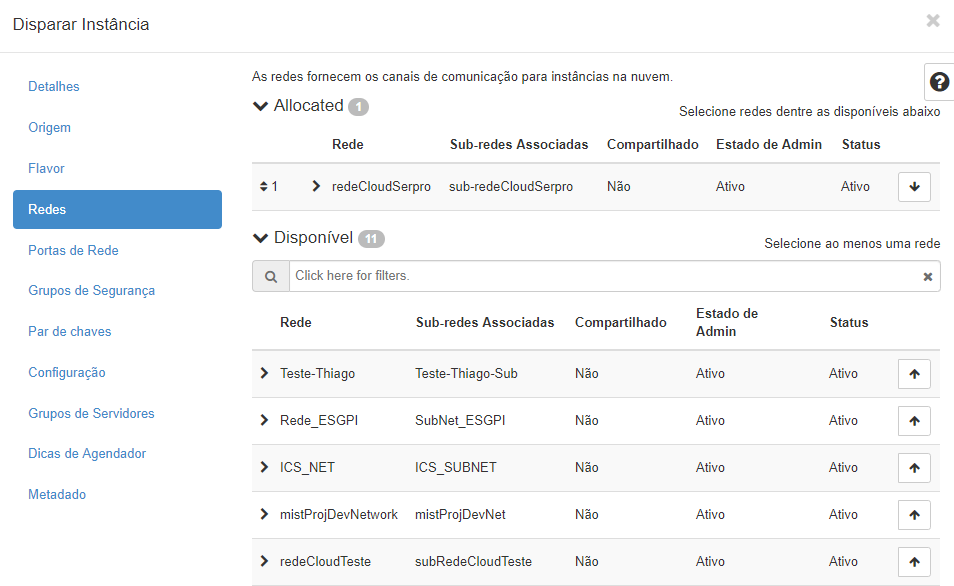 Disparar Instância
×
Detalhes
Origem
Flavor
Redes
Portas de Rede
Grupos de Segurança
Par de chaves
Configuração
Grupos de Servidores
Dicas de Agendador
Metadado
As redes fornecem os canais de comunicação para instâncias na nuvem.
?
Allocated 1
Selecione redes dentre as disponíveis abaixo
Rede Sub-redes Associadas Compartilhado Estado de Admin Status
1 redeCloudSerpro sub-redeCloudSerpro Não Ativo Ativo
Disponível 11
Selecione ao menos uma rede
Click here for filters.
Rede Sub-redes Associadas Compartilhado Estado de Admin Status
Teste-Thiago Teste-Thiago-Sub Não Ativo Ativo
Rede_ESGPI SubNet_ESGPI Não Ativo Ativo
ICS_NET ICS_SUBNET Não Ativo Ativo
mistProjDevNetwork mistProjDevNet Não Ativo Ativo
redeCloudTeste subRedeCloudTeste Não Ativo Ativo